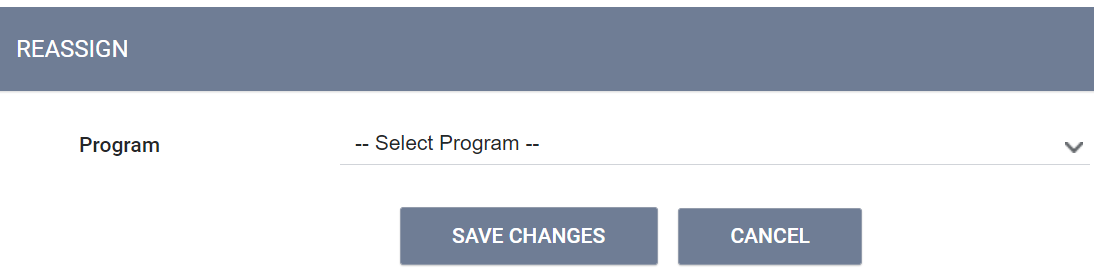 REASSIGN
Program
-- Select Program --
SAVE CHANGES
CANCEL